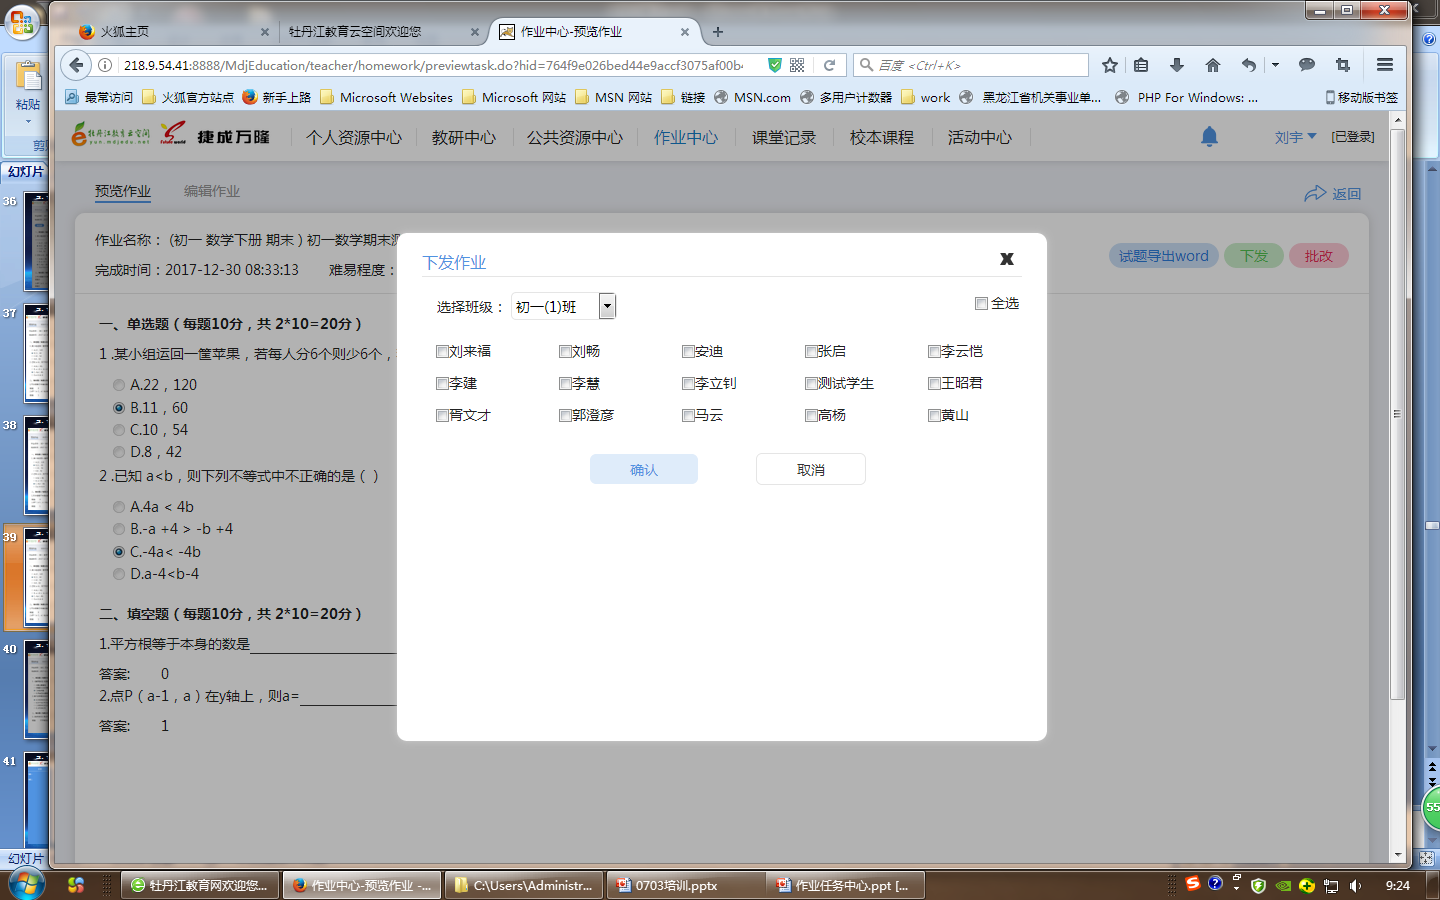 火狐主页
牡丹江教育云空间欢迎您
作业中心-预览作业
218.9.54.41:8888/MdjEducation/teacher/homework/previewtask.do?hid=764f9e026bed44e9accf3075af00b
百度 <Ctrl+K>
粘贴
最常访问 火狐官方站点 新手上路 Microsoft Websites Microsoft 网站 MSN 网站 链接 MSN.com 多用户计数器 work 黑龙江省机关事业单... PHP For Windows: ... 移动版书签
牡丹江教育云空间
yun.mdjedu.net
Future world
捷成万隆 个人资源中心 教研中心 公共资源中心 作业中心 课堂记录 校本课程 活动中心 刘宇 [已登录]
幻灯片
预览作业 编辑作业 返回
作业名称： (初一 数学下册 期末 ) 初一数学期末
完成时间：2017-12-30 08:33:13 难易程度：
试题导出word 下发 批改
下发作业 X
选择班级： 初一(1)班 全选
刘来福 刘畅 安迪 张启 李云恺
李建 李慧 李立钊 测试学生 王昭君
胥文才 郭澄彦 马云 高杨 黄山
确认 取消
一、单选题（每题10分，共 2*10=20分）
1 .某小组运回一筐苹果，若每人分6个则少6个，
A.22，120
B.11，60
C.10，54
D.8，42
2 .已知 a<b，则下列不等式中不正确的是（ ）
A.4a < 4b
B.-a +4 > -b +4
C.-4a< -4b
D.a-4<b-4
二、填空题（每题10分，共 2*10=20分）
1.平方根等于本身的数是
答案: 0
2.点P（a-1，a）在y轴上，则a=
答案: 1
36
37
38
39
40
41
55
幻灯片
牡丹江教育网欢迎您... 作业中心-预览作业 -... C:\Users\Administr... 0703培训.pptx 作业任务中心.ppt [... 9:24